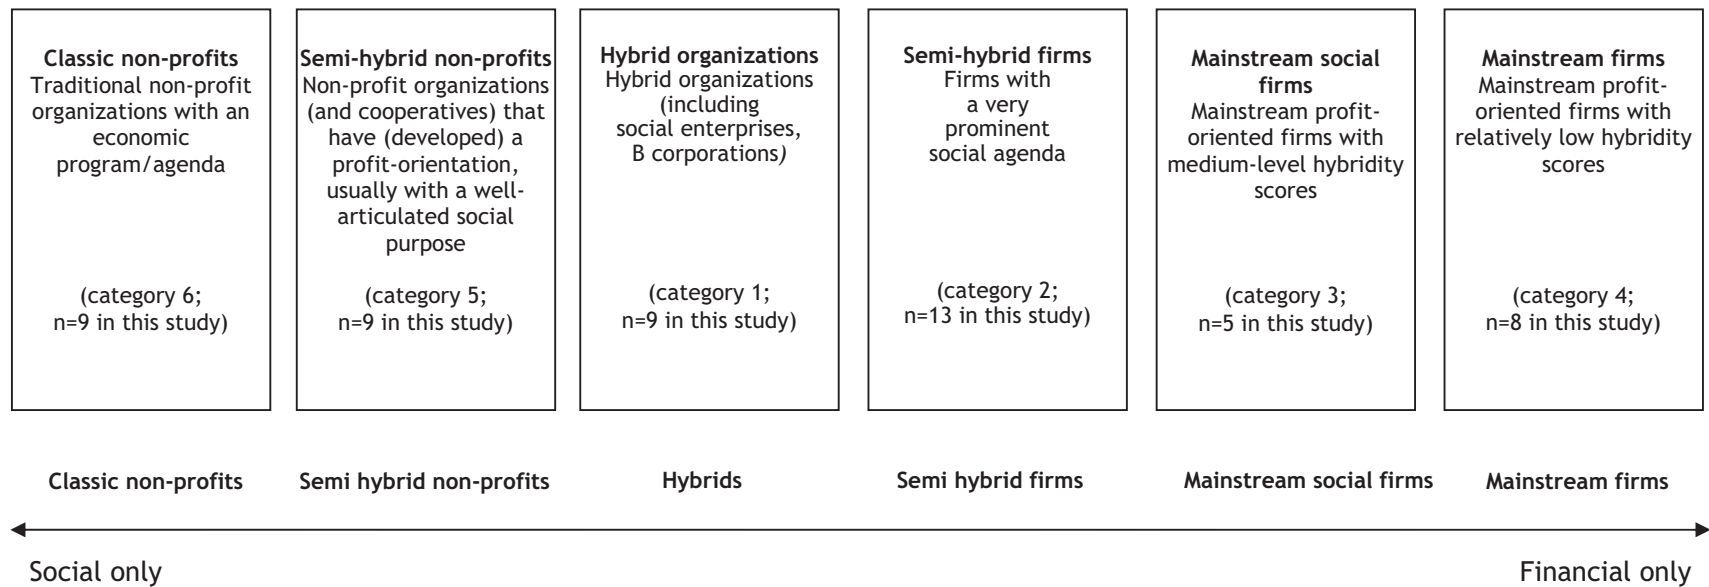 Classic non-profits
Traditional non-profit
organizations with an
economic
program/agenda
(category 6;
n=9 in this study)
Semi-hybrid non-profits
Non-profit organizations
(and cooperatives) that
have (developed) a
profit-orientation,
usually with a well-
articulated social
purpose
(category 5;
n=9 in this study)
Hybrid organizations
Hybrid organizations
(including
social enterprises,
B corporations)
(category 1;
n=9 in this study)
Semi-hybrid firms
Firms with
a very
prominent
social agenda
(category 2;
n=13 in this study)
Mainstream social
firms
Mainstream profit-
oriented firms with
medium-level hybridity
scores
(category 3;
n=5 in this study)
Mainstream firms
Mainstream profit-
oriented firms with
relatively low hybridity
scores
(category 4;
n=8 in this study)
Classic non-profits
Semi hybrid non-profits
Hybrids
Semi hybrid firms
Mainstream social firms
Mainstream firms
Social only
Financial only